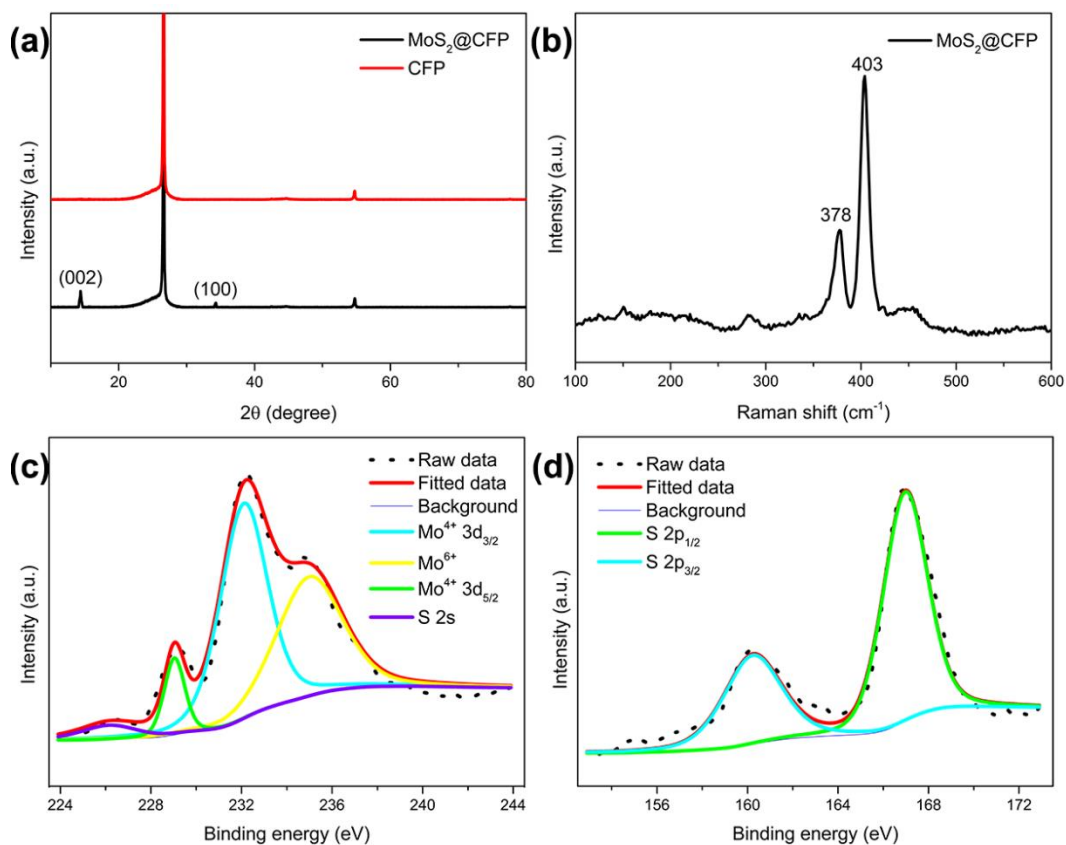 (a)
MoS₂@CFP
CFP
(002)
(100)
Intensity (a.u.)
20 40 60 80
2θ (degree)
(b)
MoS₂@CFP
403
378
Intensity (a.u.)
100 200 300 400 500 600
Raman shift (cm⁻¹)
(c)
Raw data
Fitted data
Background
Mo⁴⁺ 3d₃/₂
Mo⁶⁺
Mo⁴⁺ 3d₅/₂
S 2s
Intensity (a.u.)
224 228 232 236 240 244
Binding energy (eV)
(d)
Raw data
Fitted data
Background
S 2p₁/₂
S 2p₃/₂
Intensity (a.u.)
156 160 164 168 172
Binding energy (eV)